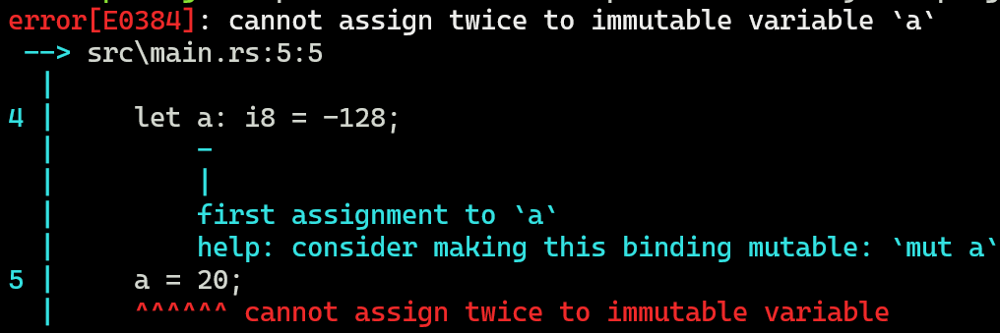 error[E0384]: cannot assign twice to immutable variable `a`
 --> src\main.rs:5:5
  |
4 |     let a: i8 = -128;
  |         -
  |         |
  |         first assignment to `a`
  |         help: consider making this binding mutable: `mut a`
5 |     a = 20;
  |     ^^^^^^ cannot assign twice to immutable variable